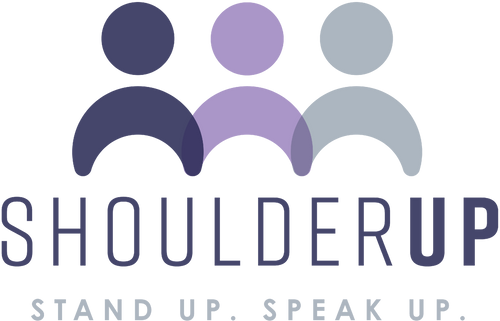 SHOULDERUP
STAND UP. SPEAK UP.